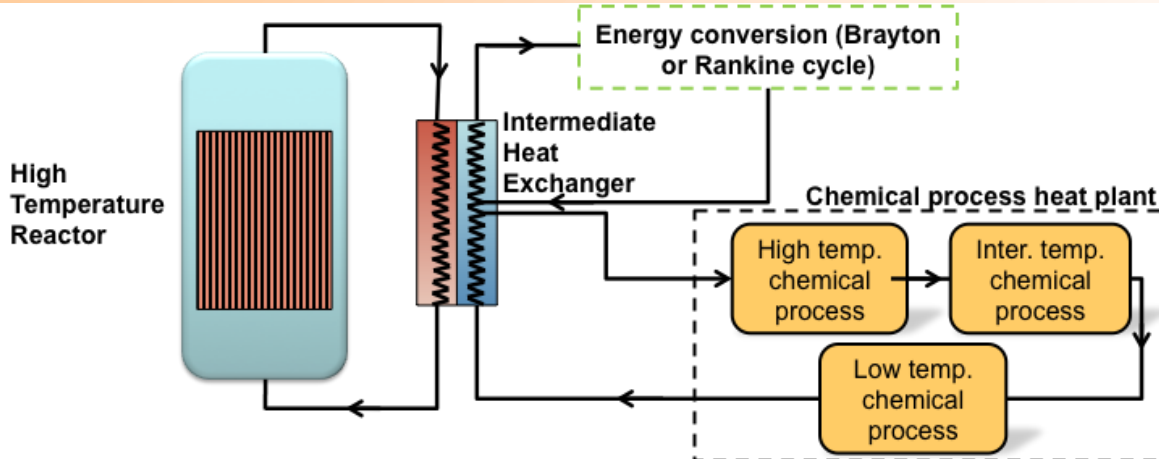 Energy conversion (Brayton
or Rankine cycle)
Intermediate
Heat
Exchanger
High
Temperature
Reactor
Chemical process heat plant
High temp.
chemical
process
Inter. temp.
chemical
process
Low temp.
chemical
process